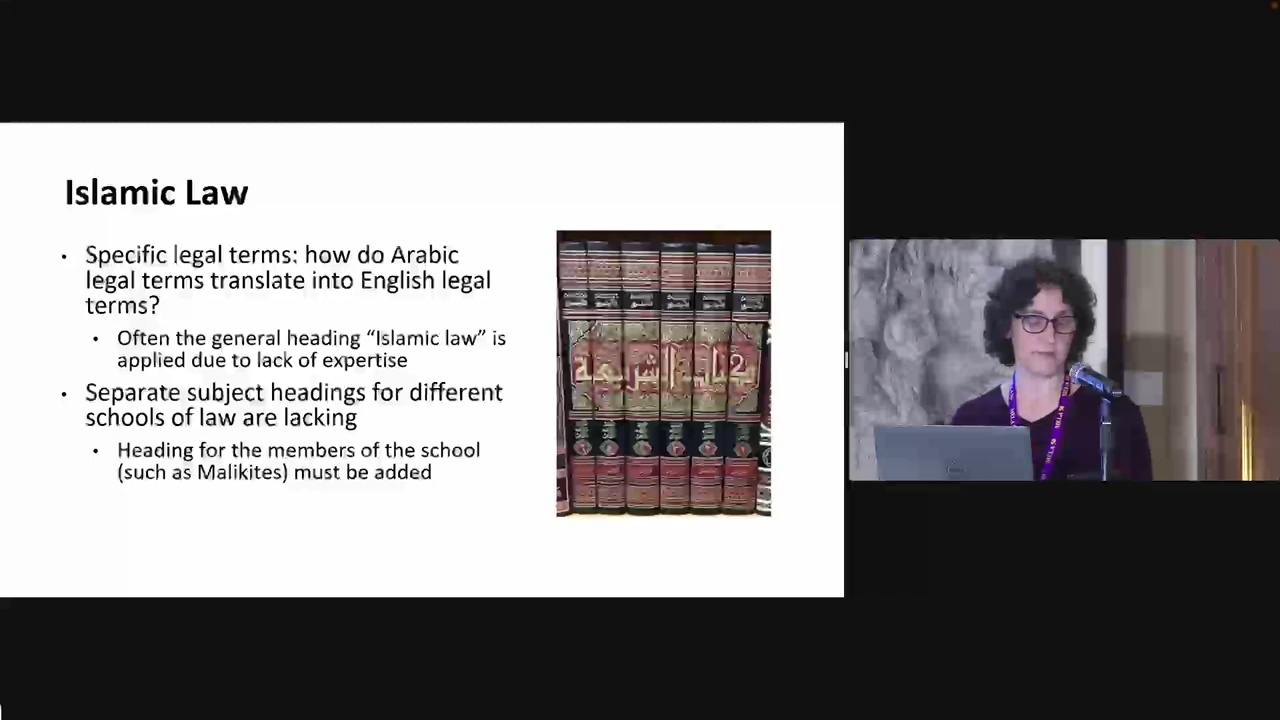 Islamic Law
• Specific legal terms: how do Arabic
legal terms translate into English legal
terms?
• Often the general heading “Islamic law” is
applied due to lack of expertise
• Separate subject headings for different
schools of law are lacking
• Heading for the members of the school
(such as Malikites) must be added